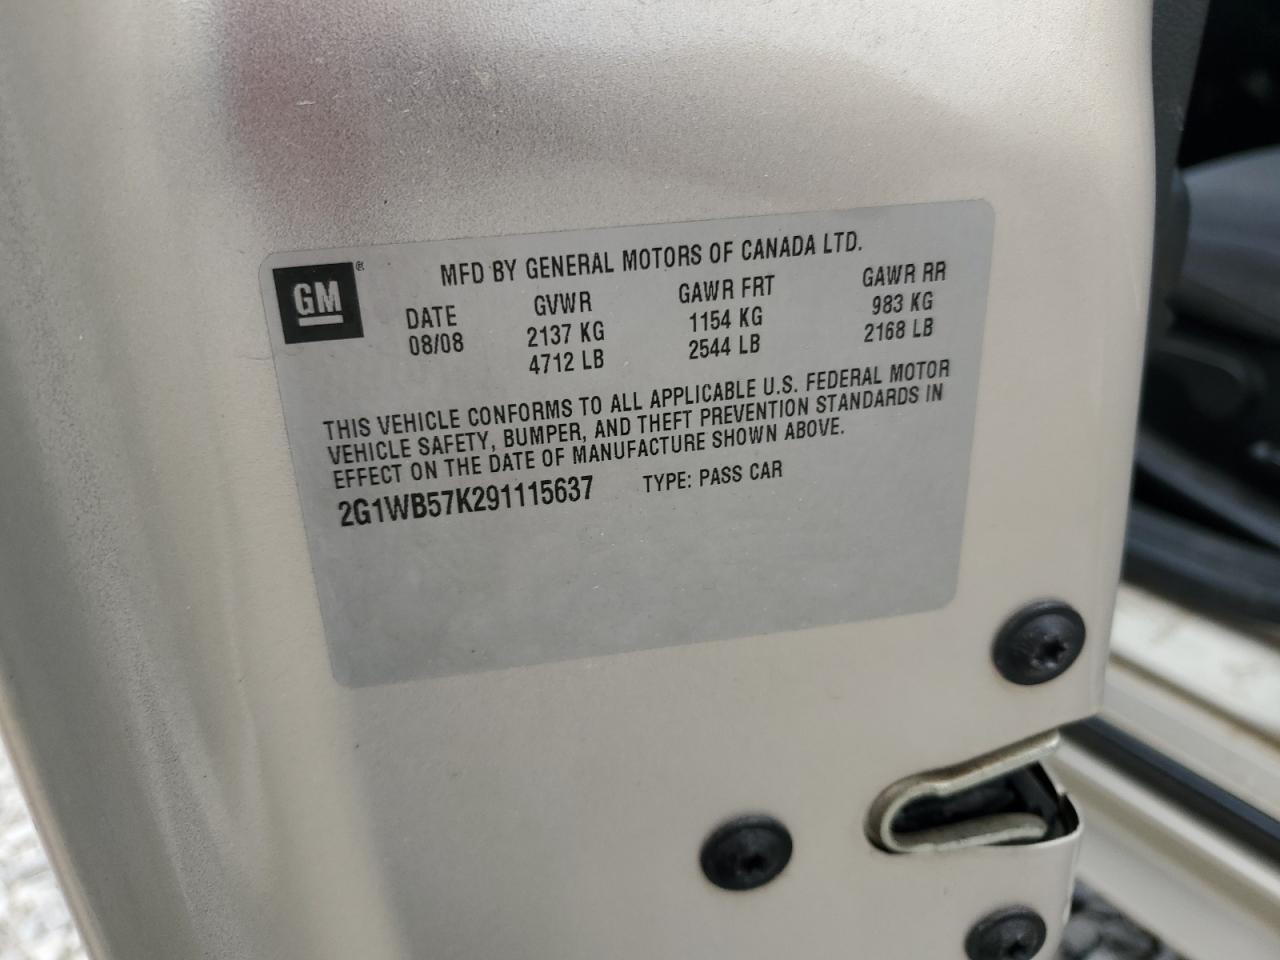 GM ®
MFD BY GENERAL MOTORS OF CANADA LTD.
DATE GVWR GAWR FRT GAWR RR
08/08 2137 KG 1154 KG 983 KG
4712 LB 2544 LB 2168 LB
THIS VEHICLE CONFORMS TO ALL APPLICABLE U.S. FEDERAL MOTOR
VEHICLE SAFETY, BUMPER, AND THEFT PREVENTION STANDARDS IN
EFFECT ON THE DATE OF MANUFACTURE SHOWN ABOVE.
2G1WB57K291115637 TYPE: PASS CAR